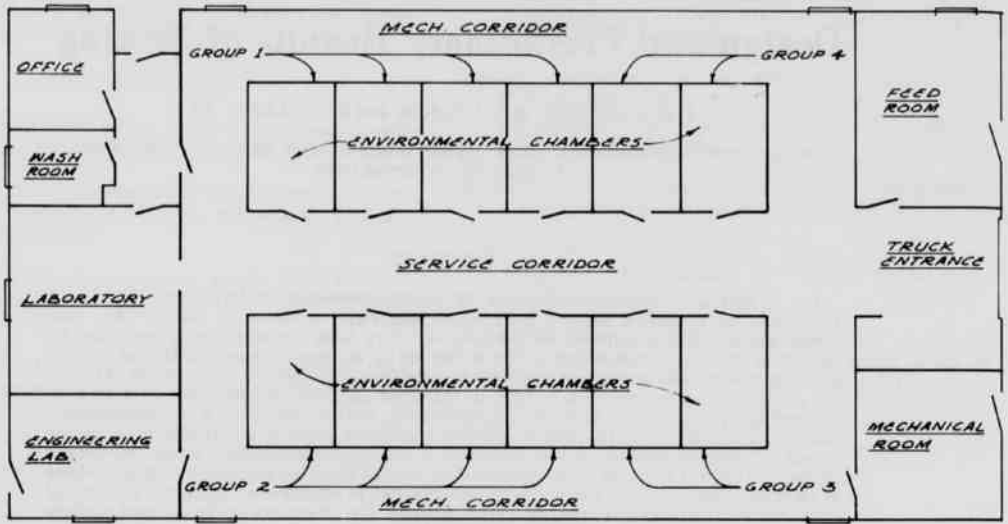 MECH. CORRIDOR
GROUP 1
GROUP 4
OFFICE
FEED
ROOM
ENVIRONMENTAL CHAMBERS
WASH
ROOM
SERVICE CORRIDOR
TRUCK
ENTRANCE
LABORATORY
ENVIRONMENTAL CHAMBERS
ENGINEERING
LAB.
MECHANICAL
ROOM
GROUP 2
GROUP 3
MECH. CORRIDOR